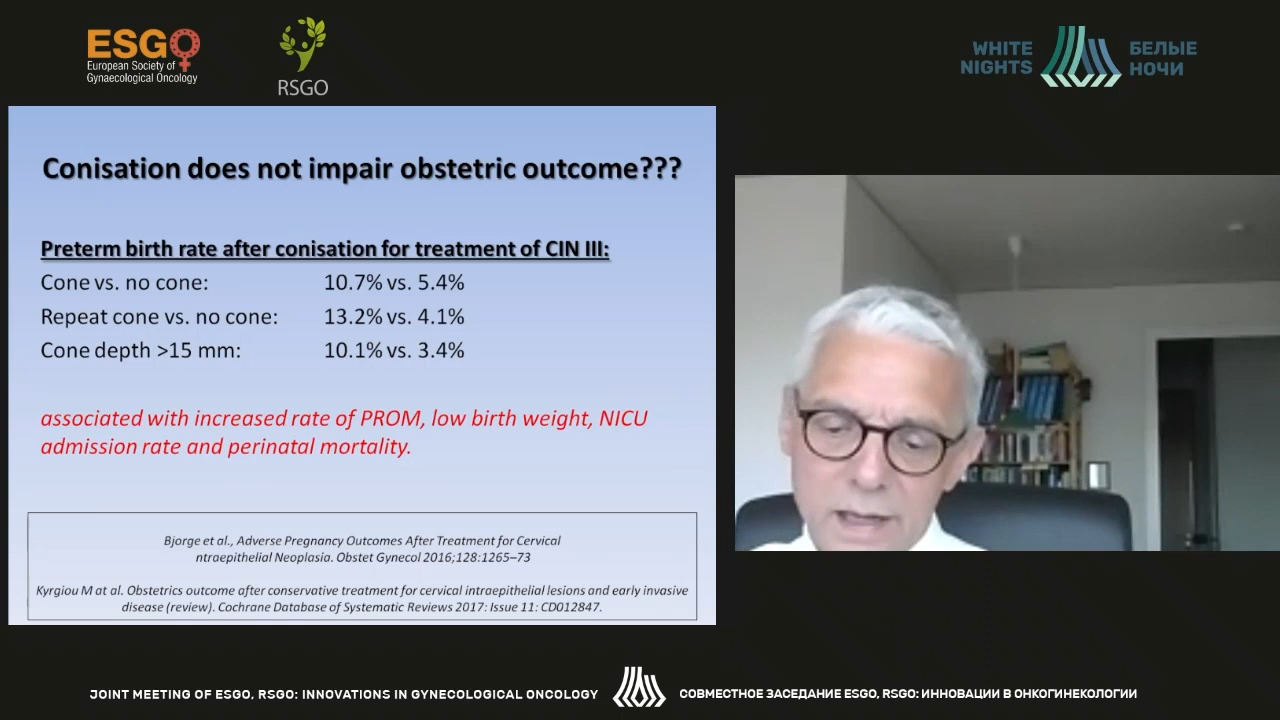 ESGO
European Society of
Gynaecological Oncology
RSGO
WHITE
NIGHTS
БЕЛЫЕ
НОЧИ
Conisation does not impair obstetric outcome???
Preterm birth rate after conisation for treatment of CIN III:
Cone vs. no cone: 10.7% vs. 5.4%
Repeat cone vs. no cone: 13.2% vs. 4.1%
Cone depth >15 mm: 10.1% vs. 3.4%
associated with increased rate of PROM, low birth weight, NICU
admission rate and perinatal mortality.
Bjorge et al., Adverse Pregnancy Outcomes After Treatment for Cervical
ntraepithelial Neoplasia. Obstet Gynecol 2016;128:1265–73
Kyrgiou M at al. Obstetrics outcome after conservative treatment for cervical intraepithelial lesions and early invasive
disease (review). Cochrane Database of Systematic Reviews 2017: Issue 11: CD012847.
JOINT MEETING OF ESGO, RSGO: INNOVATIONS IN GYNECOLOGICAL ONCOLOGY
СОВМЕСТНОЕ ЗАСЕДАНИЕ ESGO, RSGO: ИННОВАЦИИ В ОНКОГИНЕКОЛОГИИ